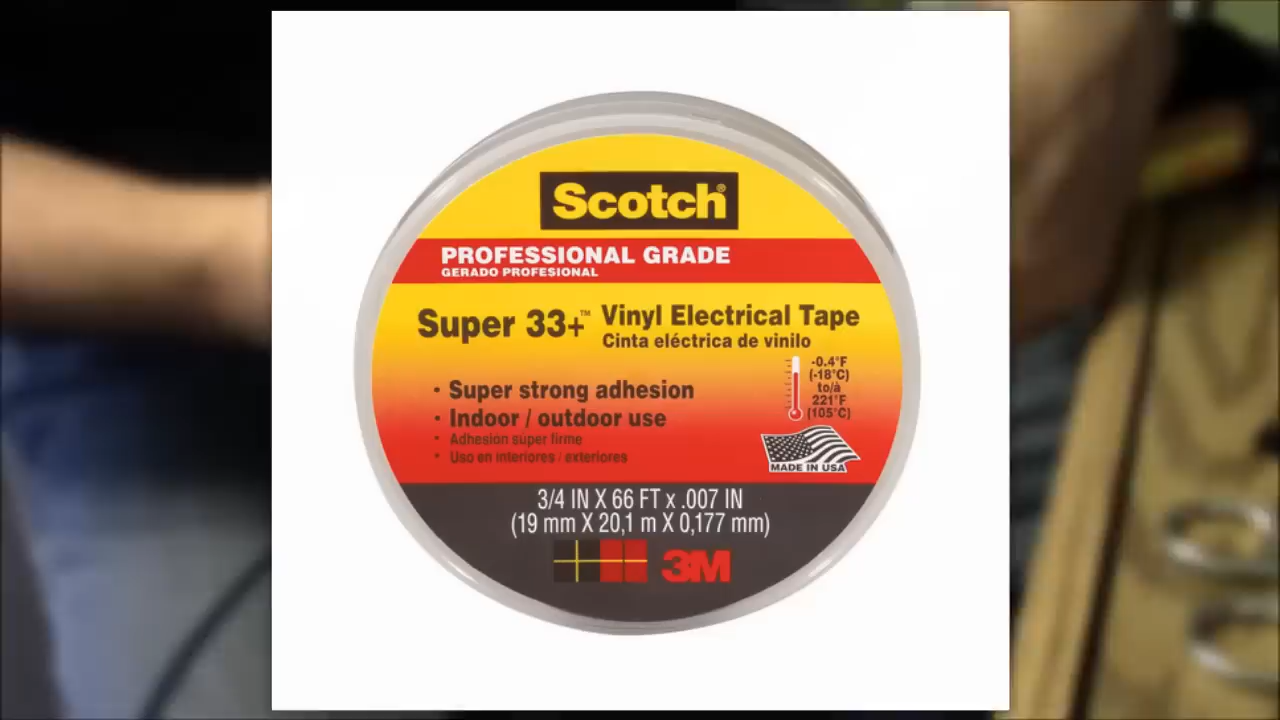 Scotch®
PROFESSIONAL GRADE
GERADO PROFESIONAL
Super 33+™ Vinyl Electrical Tape
Cinta eléctrica de vinilo
• Super strong adhesion
• Indoor / outdoor use
• Adhesión super firme
• Uso en interiores / exteriores
-0.4°F
(-18°C)
to/à
221°F
(105°C)
MADE IN USA
3/4 IN X 66 FT x .007 IN
(19 mm X 20,1 m X 0,177 mm)
3M